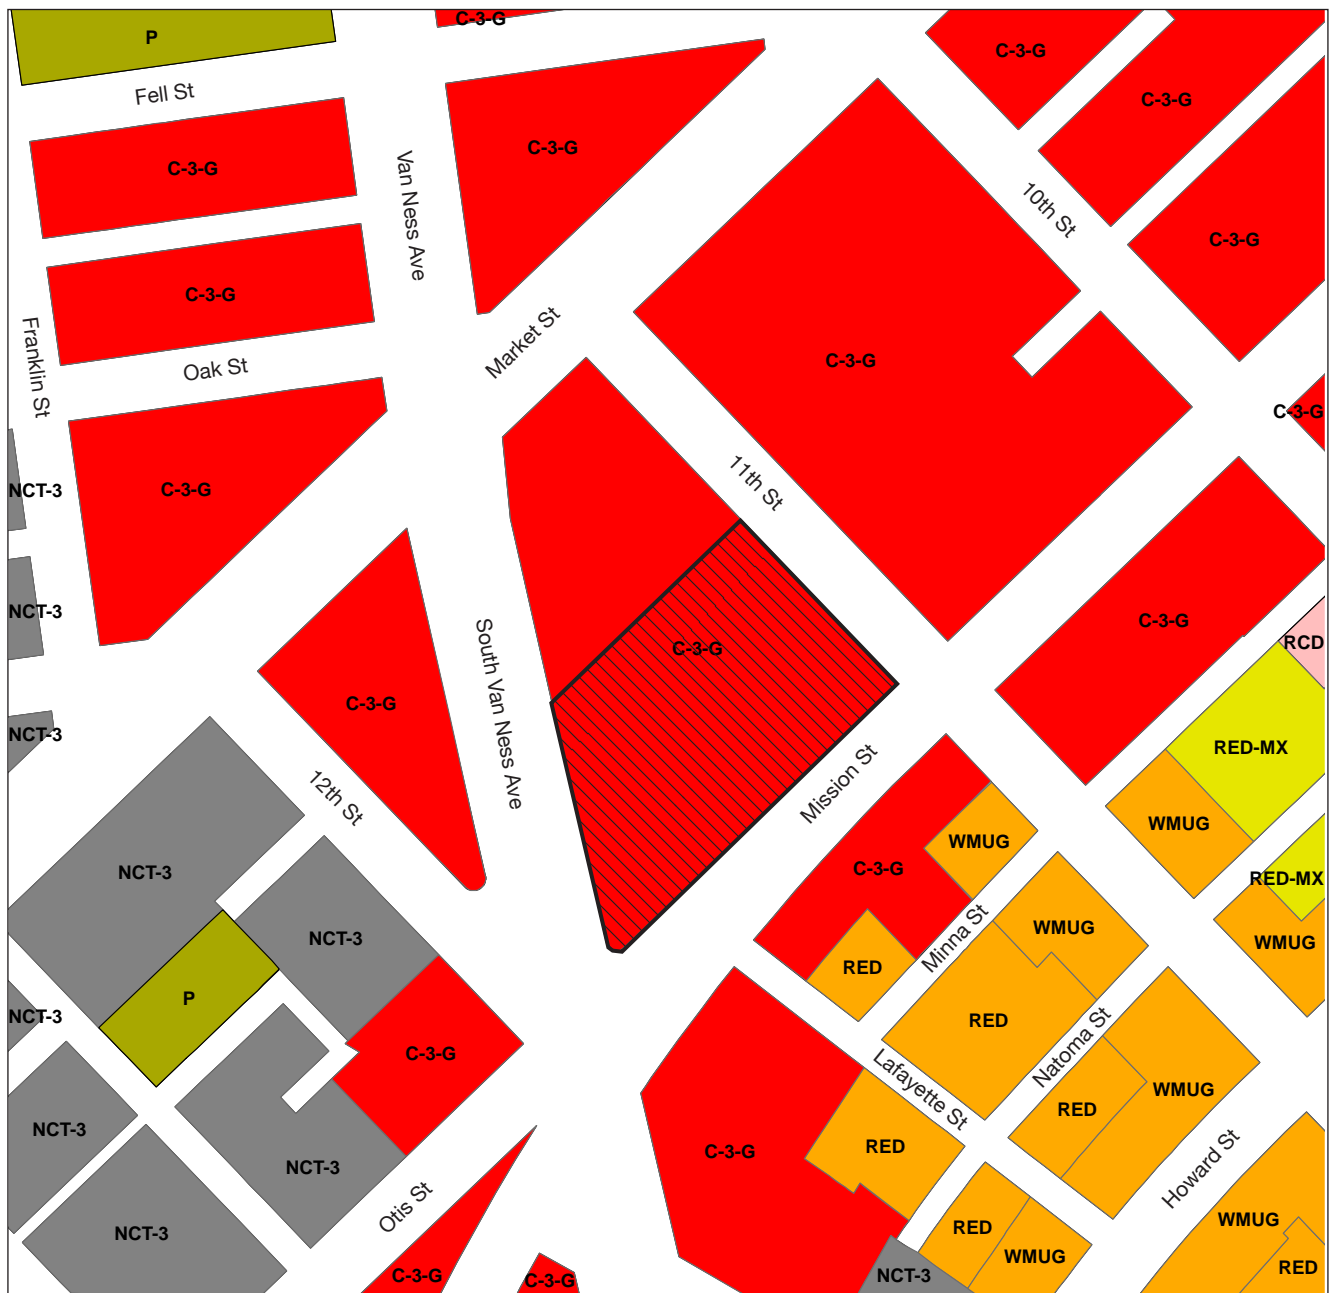 C-3-G
P
C-3-G
Fell St
C-3-G
C-3-G
C-3-G
Van Ness Ave
10th St
C-3-G
C-3-G
Franklin St
Oak St
Market St
C-3-G
C-3-G
NCT-3
C-3-G
11th St
NCT-3
C-3-G
C-3-G
RCD
South Van Ness Ave
C-3-G
NCT-3
RED-MX
12th St
Mission St
WMUG
WMUG
NCT-3
C-3-G
RED-MX
NCT-3
Minna St
WMUG
WMUG
RED
P
NCT-3
RED
C-3-G
Natoma St
Lafayette St
WMUG
RED
NCT-3
C-3-G
RED
NCT-3
Howard St
Otis St
NCT-3
RED
WMUG
WMUG
C-3-G
C-3-G
NCT-3
RED